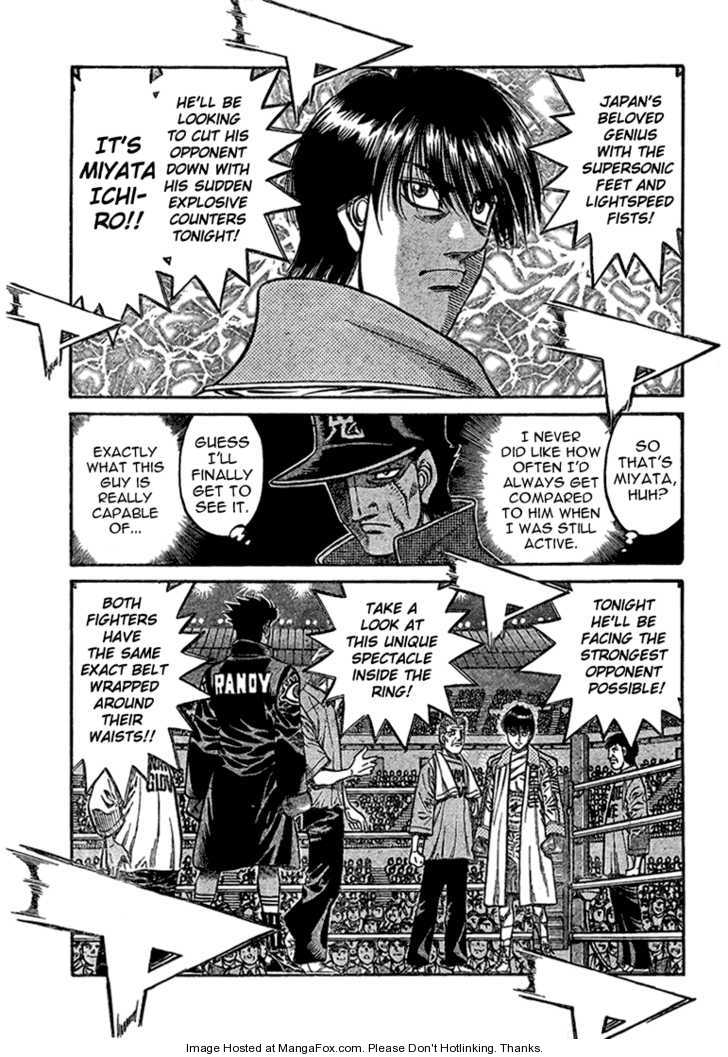 JAPAN'S
BELOVED
GENIUS
WITH THE
SUPERSONIC
FEET AND
LIGHTSPEED
FISTS!
HE'LL BE
LOOKING
TO CUT HIS
OPPONENT
DOWN WITH
HIS SUDDEN
EXPLOSIVE
COUNTERS
TONIGHT!
IT'S
MIYATA
ICHI-
RO!!
SO
THAT'S
MIYATA,
HUH?
I NEVER
DID LIKE HOW
OFTEN I'D
ALWAYS GET
COMPARED
TO HIM WHEN
I WAS STILL
ACTIVE.
鬼
GUESS
I'LL
FINALLY
GET TO
SEE IT.
EXACTLY
WHAT THIS
GUY IS
REALLY
CAPABLE
OF...
TONIGHT
HE'LL BE
FACING THE
STRONGEST
OPPONENT
POSSIBLE!
TAKE A
LOOK AT
THIS UNIQUE
SPECTACLE
INSIDE THE
RING!
BOTH
FIGHTERS
HAVE
THE SAME
EXACT BELT
WRAPPED
AROUND
THEIR
WAISTS!!
RANDY
Image Hosted at MangaFox.com. Please Don't Hotlinking. Thanks.